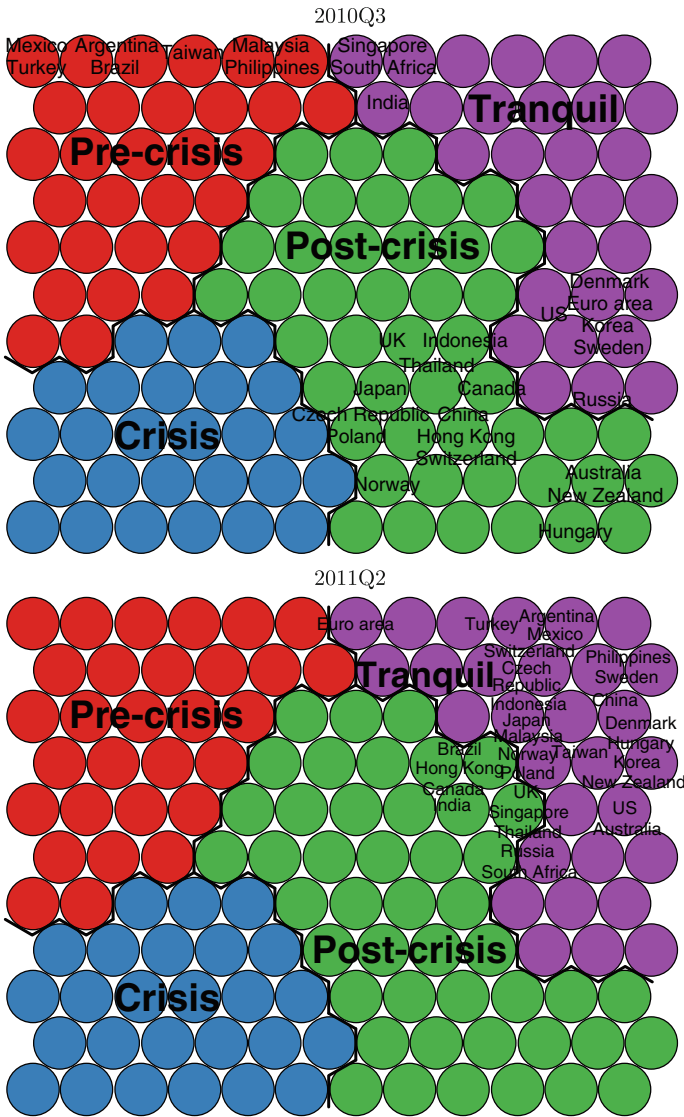 2010Q3
Mexico Argentina Taiwan Malaysia Singapore
Turkey Brazil Philippines South Africa
India Tranquil
Pre-crisis
Post-crisis
Denmark
US Euro area
Korea
UK Indonesia Sweden
Thailand
Japan Canada Russia
Czech Republic China
Crisis Poland Hong Kong
Switzerland
Norway Australia
New Zealand
Hungary
2011Q2
Euro area Turkey Argentina
Mexico
Switzerland Philippines
Tranquil Czech Sweden
Republic
Indonesia China
Pre-crisis Japan Denmark
Malaysia Hungary
Brazil Norway Taiwan Korea
Hong Kong Poland New Zealand
Canada UK
India Singapore US
Thailand Australia
Russia
South Africa
Post-crisis
Crisis